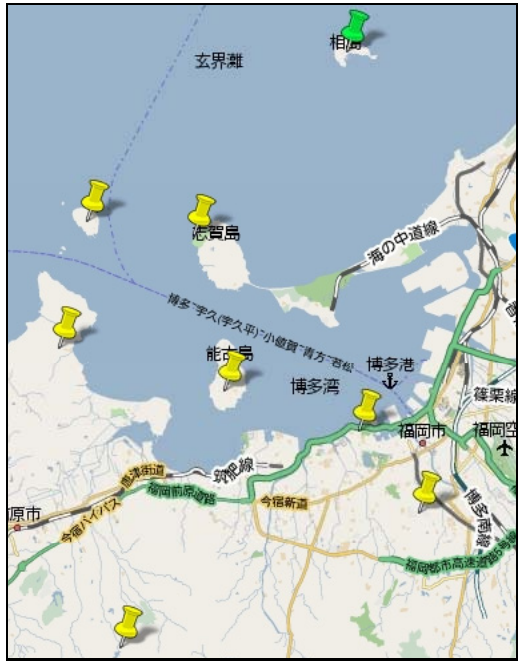 相島
玄界灘
志賀島
海の中道線
博多-宇久(宇久平)-小値賀-青方-若松
能古島
博多港
博多湾
篠栗線
福岡市
福岡空
筑肥線
唐津街道
福岡前原道路
今宿新道
原市
今宿バイパス
博多南線
福岡都市高速道路5号線